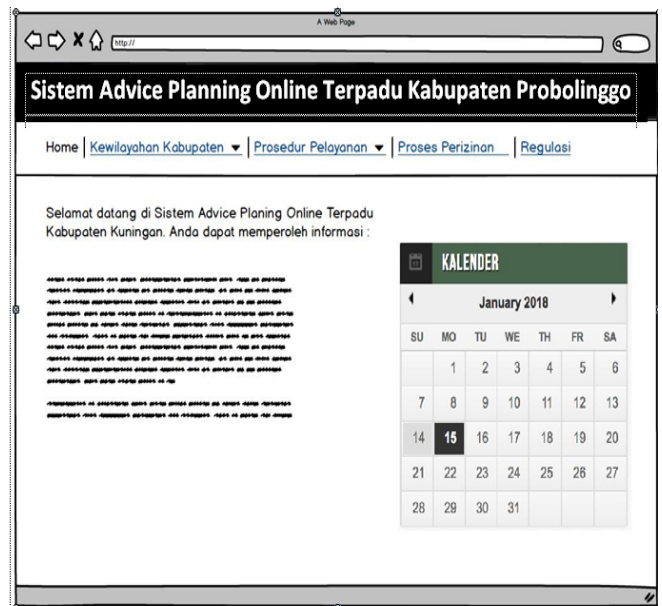 A Web Page
http://
Sistem Advice Planning Online Terpadu Kabupaten Probolinggo
Home Kewilayahan Kabupaten Prosedur Pelayanan Proses Perizinan Regulasi
Selamat datang di Sistem Advice Planing Online Terpadu
Kabupaten Kuningan. Anda dapat memperoleh informasi :
KALENDER
January 2018
SU MO TU WE TH FR SA
1 2 3 4 5 6
7 8 9 10 11 12 13
14 15 16 17 18 19 20
21 22 23 24 25 26 27
28 29 30 31